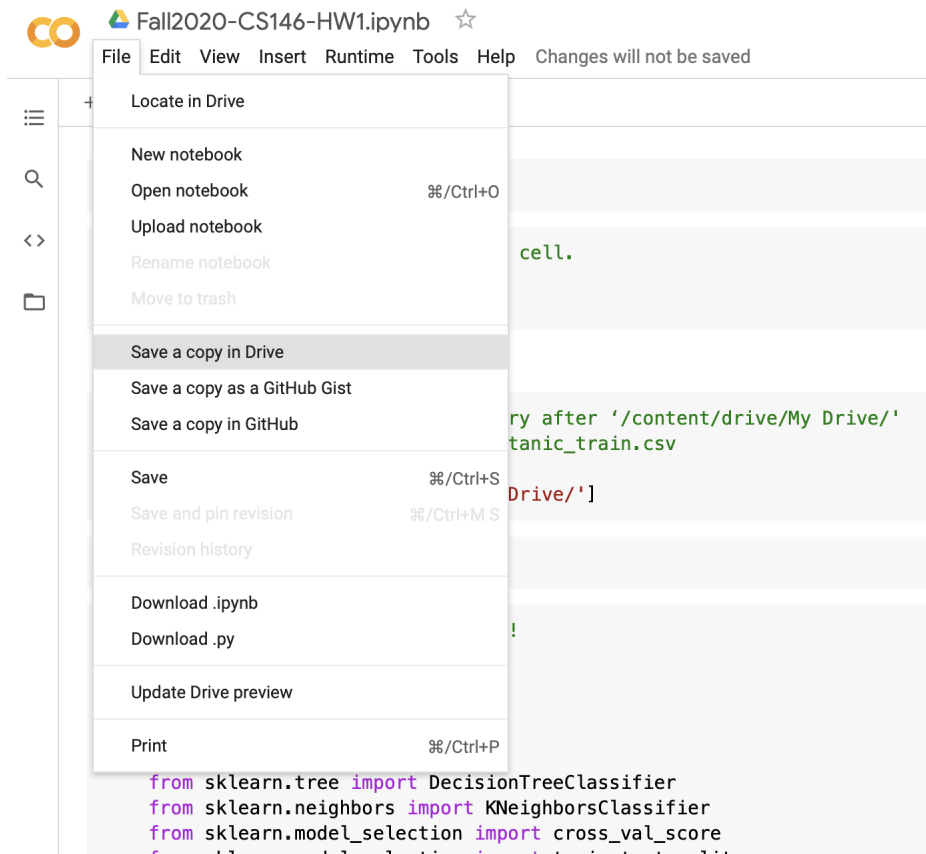 Fall2020-CS146-HW1.ipynb
File Edit View Insert Runtime Tools Help Changes will not be saved
+
Locate in Drive
New notebook
Open notebook ⌘/Ctrl+O
Upload notebook
Rename notebook
cell.
Move to trash
Save a copy in Drive
Save a copy as a GitHub Gist
Save a copy in GitHub
ry after ‘/content/drive/My Drive/'
tanic_train.csv
Save ⌘/Ctrl+S
Drive/']
Save and pin revision ⌘/Ctrl+M S
Revision history
Download .ipynb
!
Download .py
Update Drive preview
Print ⌘/Ctrl+P
from sklearn.tree import DecisionTreeClassifier
from sklearn.neighbors import KNeighborsClassifier
from sklearn.model_selection import cross_val_score